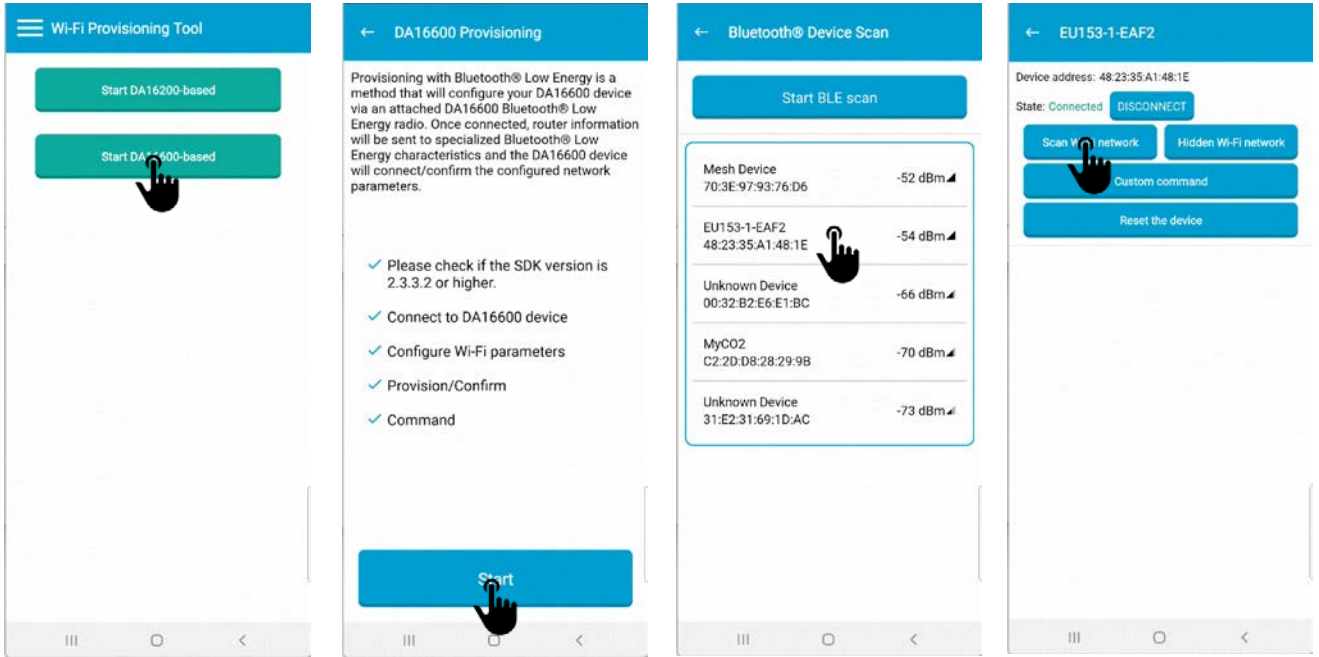 Wi-Fi Provisioning Tool
Start DA16200-based
Start DA16600-based
DA16600 Provisioning
Provisioning with Bluetooth® Low Energy is a
method that will configure your DA16600 device
via an attached DA16600 Bluetooth® Low
Energy radio. Once connected, router information
will be sent to specialized Bluetooth® Low
Energy characteristics and the DA16600 device
will connect/confirm the configured network
parameters.
Please check if the SDK version is
2.3.3.2 or higher.
Connect to DA16600 device
Configure Wi-Fi parameters
Provision/Confirm
Command
Start
Bluetooth® Device Scan
Start BLE scan
Mesh Device
70:3E:97:93:76:D6
-52 dBm
EU153-1-EAF2
48:23:35:A1:48:1E
-54 dBm
Unknown Device
00:32:B2:E6:E1:BC
-66 dBm
MyCO2
C2:2D:D8:28:29:9B
-70 dBm
Unknown Device
31:E2:31:69:1D:AC
-73 dBm
EU153-1-EAF2
Device address: 48:23:35:A1:48:1E
State: Connected DISCONNECT
Scan Wi-Fi network
Hidden Wi-Fi network
Custom command
Reset the device